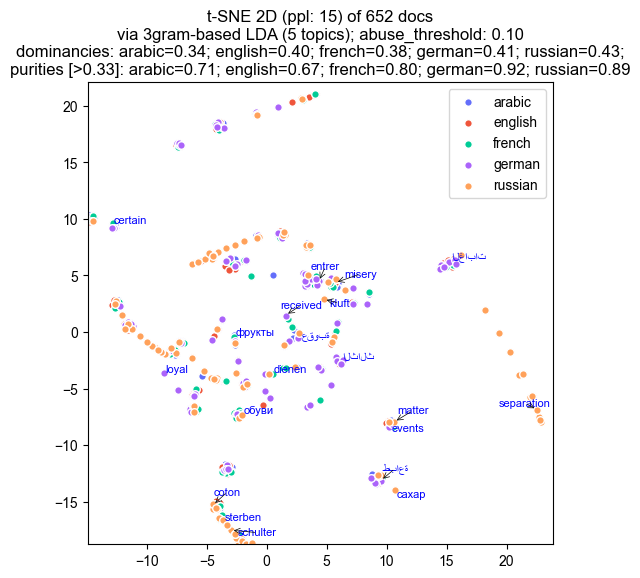 t-SNE 2D (ppl: 15) of 652 docs
via 3gram-based LDA (5 topics); abuse_threshold: 0.10
dominancies: arabic=0.34; english=0.40; french=0.38; german=0.41; russian=0.43;
purities [>0.33]: arabic=0.71; english=0.67; french=0.80; german=0.92; russian=0.89
arabic
english
french
german
russian
20
15
10
5
0
−5
−10
−15
certain
entrer
misery
received
kluft
фрукты
loyal
dienen
обуви
separation
matter
events
сахар
coton
sterben
schulter
−10
−5
0
5
10
15
20